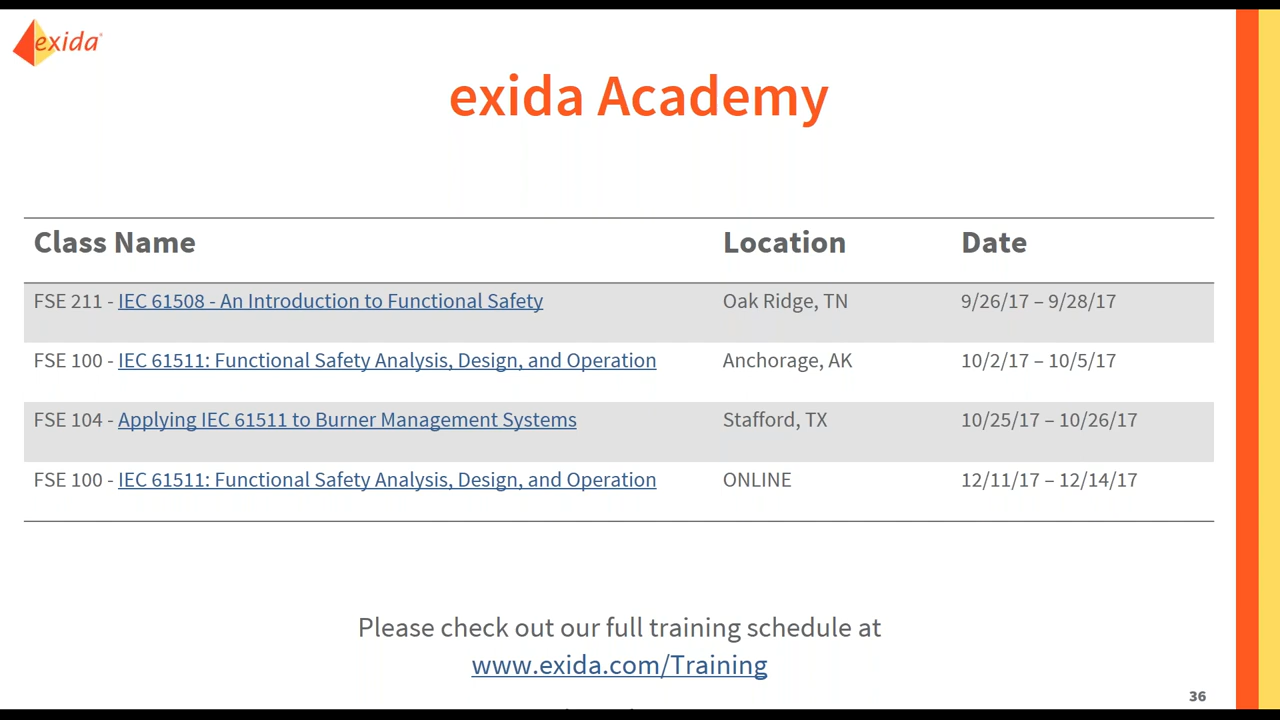 exida
exida Academy
Class Name Location Date
FSE 211 - IEC 61508 - An Introduction to Functional Safety Oak Ridge, TN 9/26/17 – 9/28/17
FSE 100 - IEC 61511: Functional Safety Analysis, Design, and Operation Anchorage, AK 10/2/17 – 10/5/17
FSE 104 - Applying IEC 61511 to Burner Management Systems Stafford, TX 10/25/17 – 10/26/17
FSE 100 - IEC 61511: Functional Safety Analysis, Design, and Operation ONLINE 12/11/17 – 12/14/17
Please check out our full training schedule at
www.exida.com/Training
36